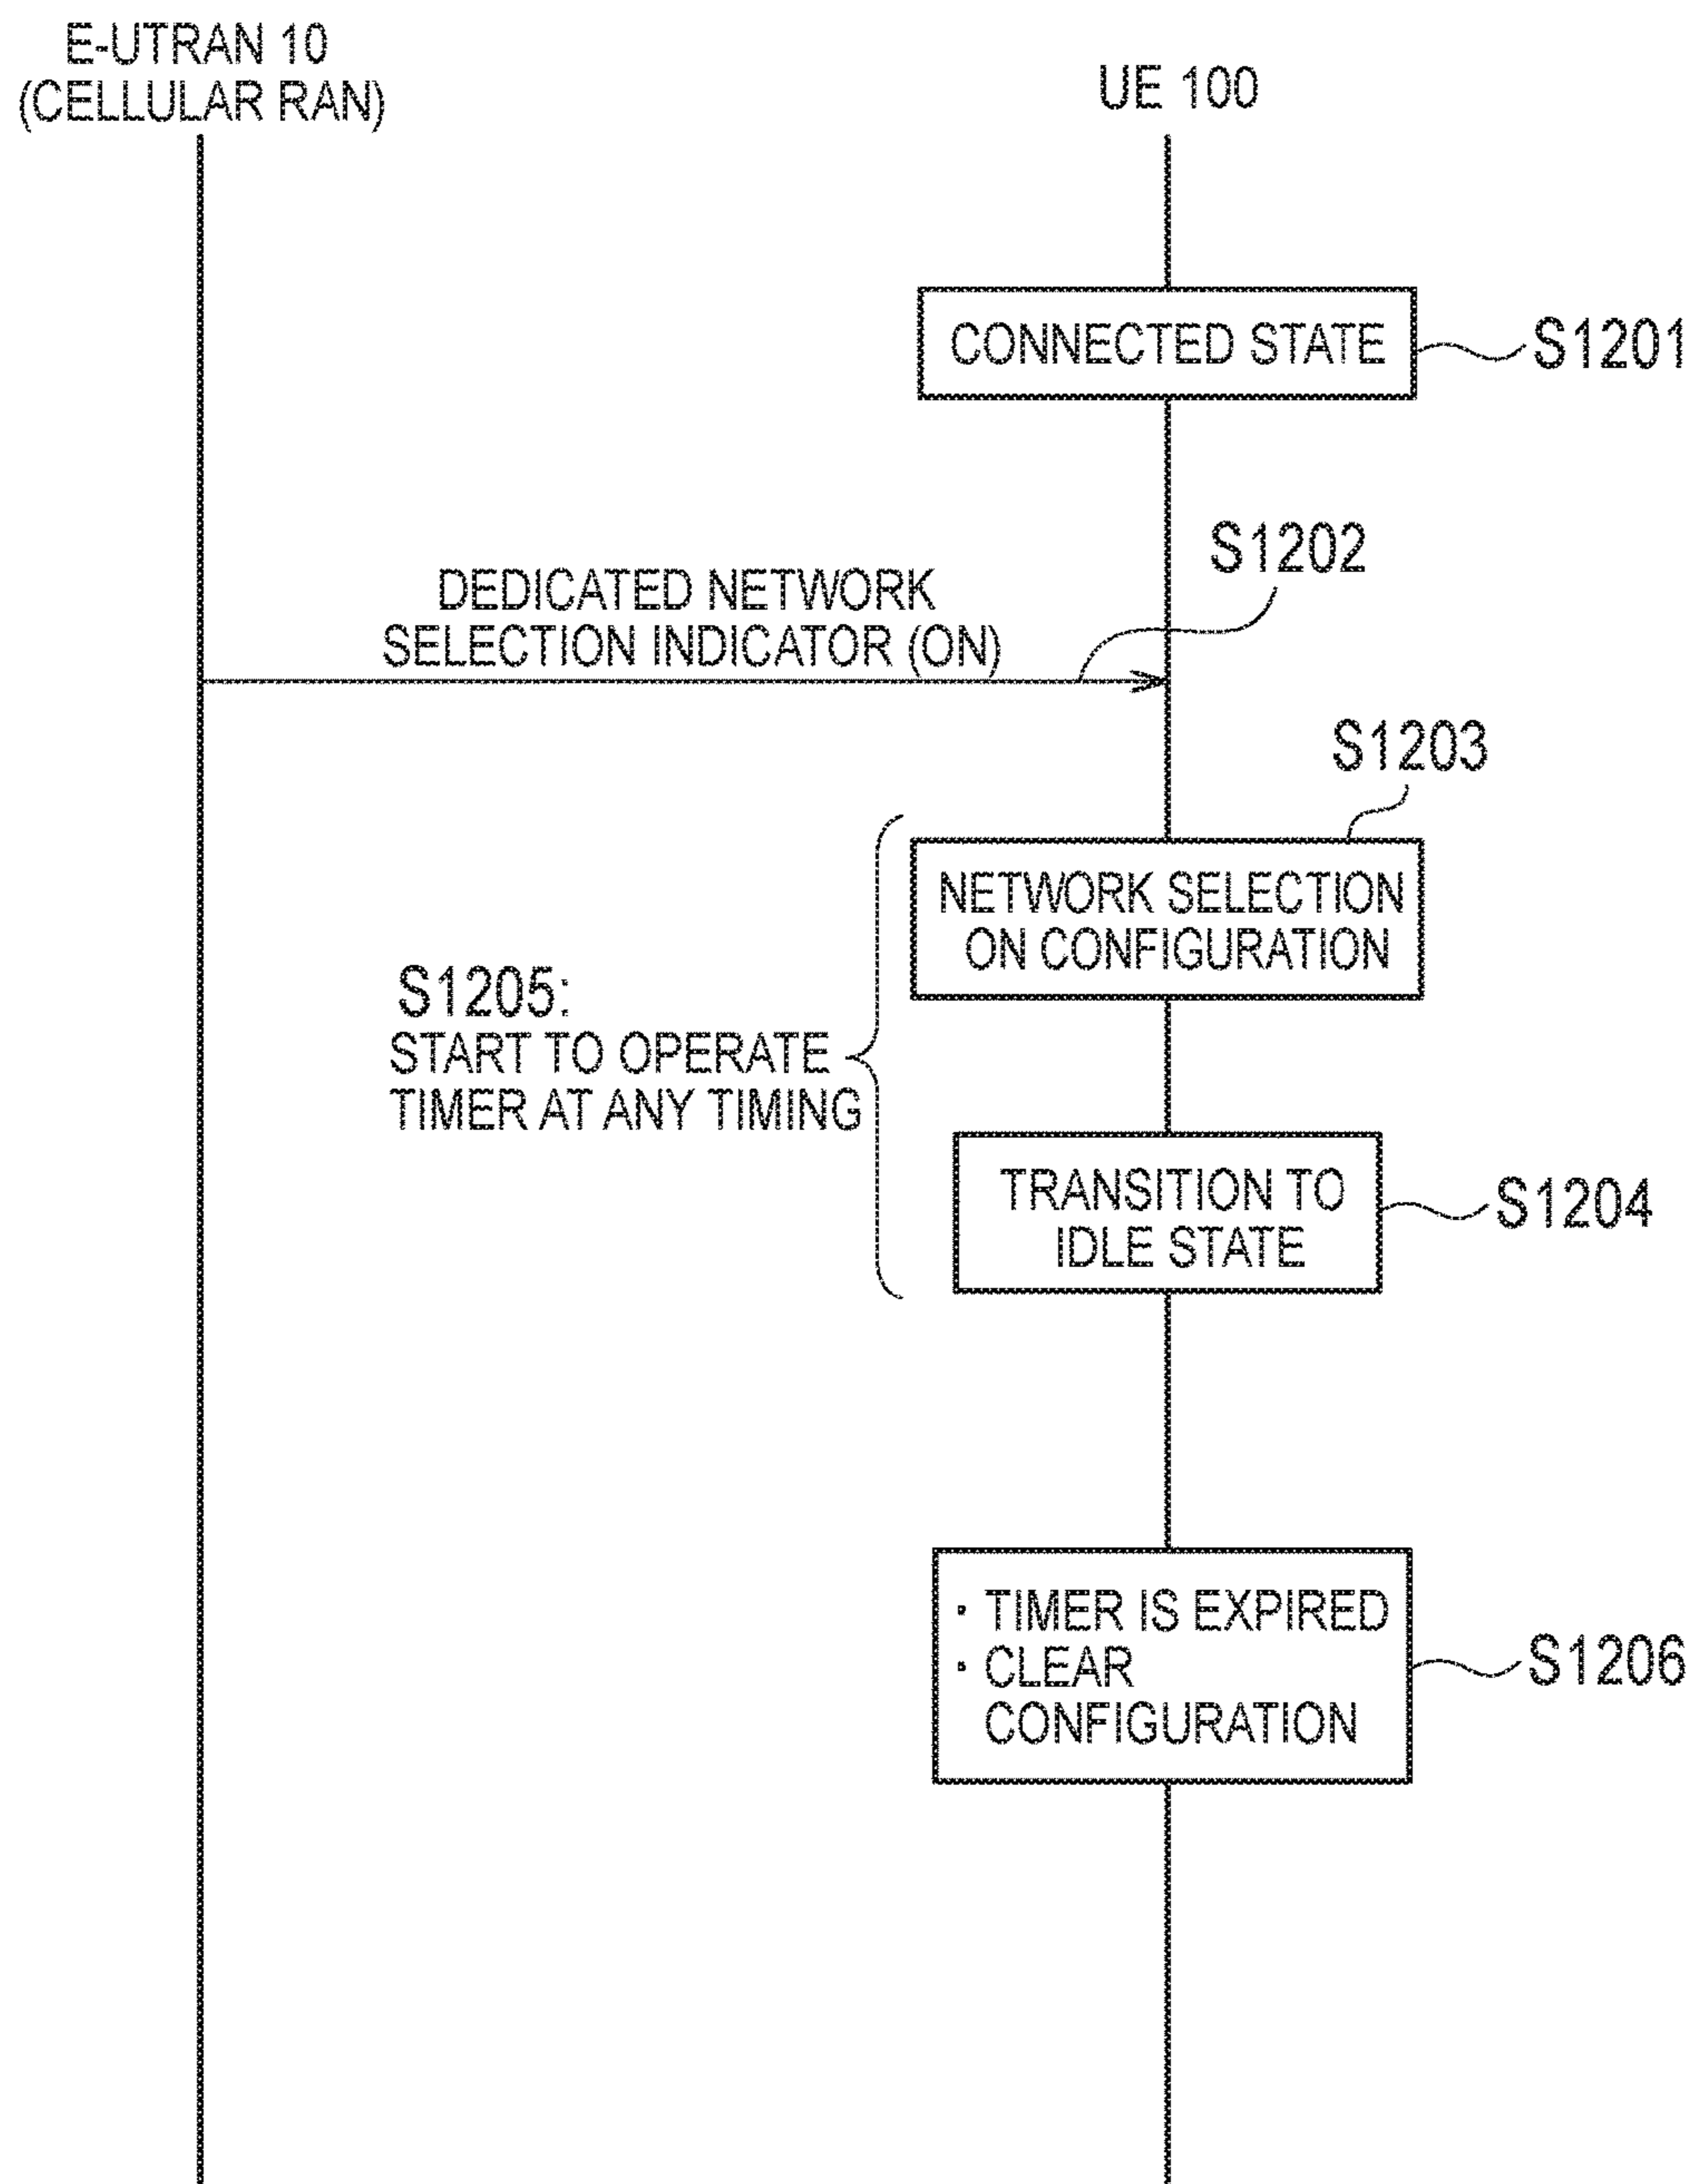 E-UTRAN 10
(CELLULAR RAN)
UE 100
CONNECTED STATE
S1201
S1202
DEDICATED NETWORK
SELECTION INDICATOR (ON)
S1203
NETWORK SELECTION
ON CONFIGURATION
S1205:
START TO OPERATE
TIMER AT ANY TIMING
TRANSITION TO
IDLE STATE
S1204
· TIMER IS EXPIRED
· CLEAR
CONFIGURATION
S1206